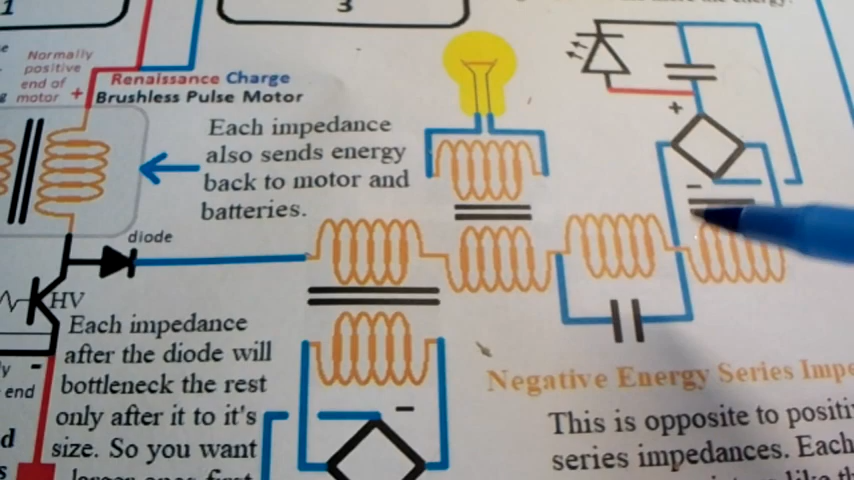 1
3
Normally
positive
end of
motor +
Renaissance Charge
Brushless Pulse Motor
Each impedance
also sends energy
back to motor and
batteries.
+
-
diode
HV
Each impedance
after the diode will
bottleneck the rest
only after it to it's
size. So you want
-
end
-
Negative Energy Series
This is opposite to
series impedances. Each